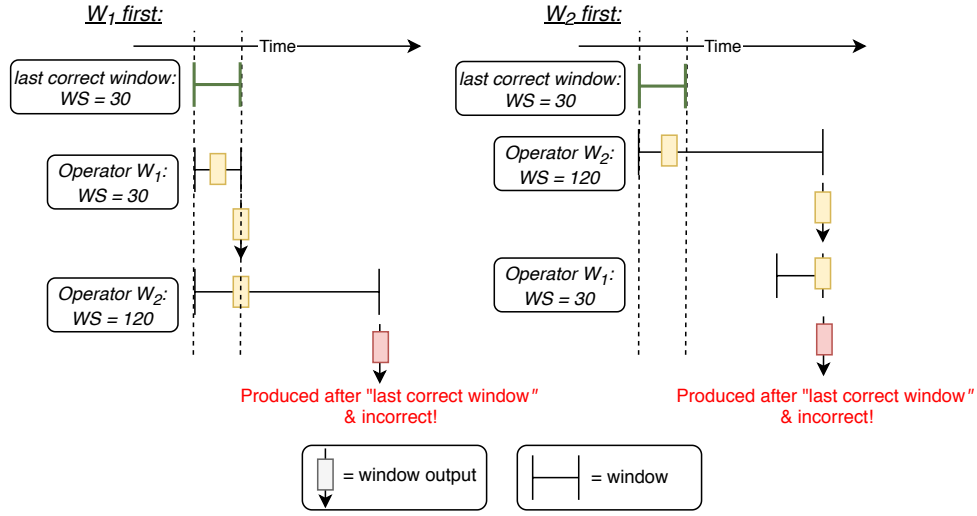 W1 first:
Time
last correct window:
WS = 30
Operator W1:
WS = 30
Operator W2:
WS = 120
Produced after "last correct window"
& incorrect!
W2 first:
Time
last correct window:
WS = 30
Operator W2:
WS = 120
Operator W1:
WS = 30
Produced after "last correct window"
& incorrect!
= window output
= window